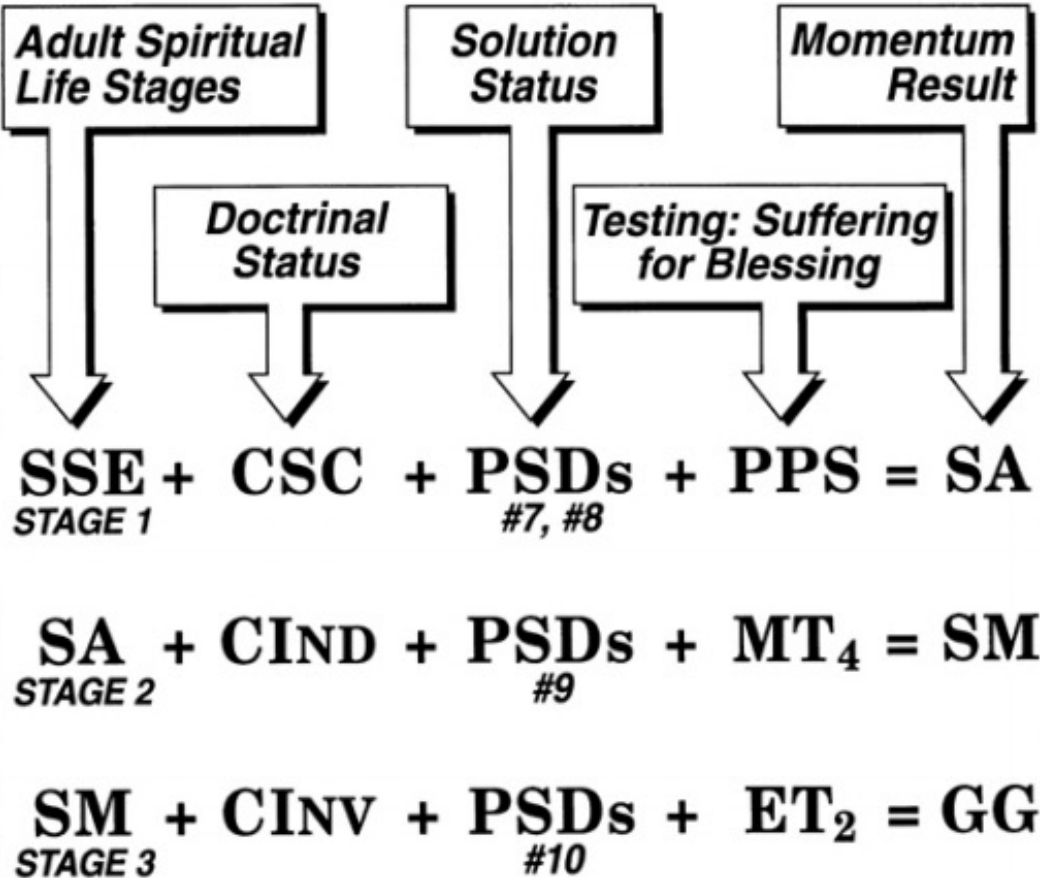 Adult Spiritual
Life Stages
Solution
Status
Momentum
Result
Doctrinal
Status
Testing: Suffering
for Blessing
SSE + CSC + PSDs + PPS = SA
STAGE 1 #7, #8
SA + CIND + PSDs + MT₄ = SM
STAGE 2 #9
SM + CINV + PSDs + ET₂ = GG
STAGE 3 #10